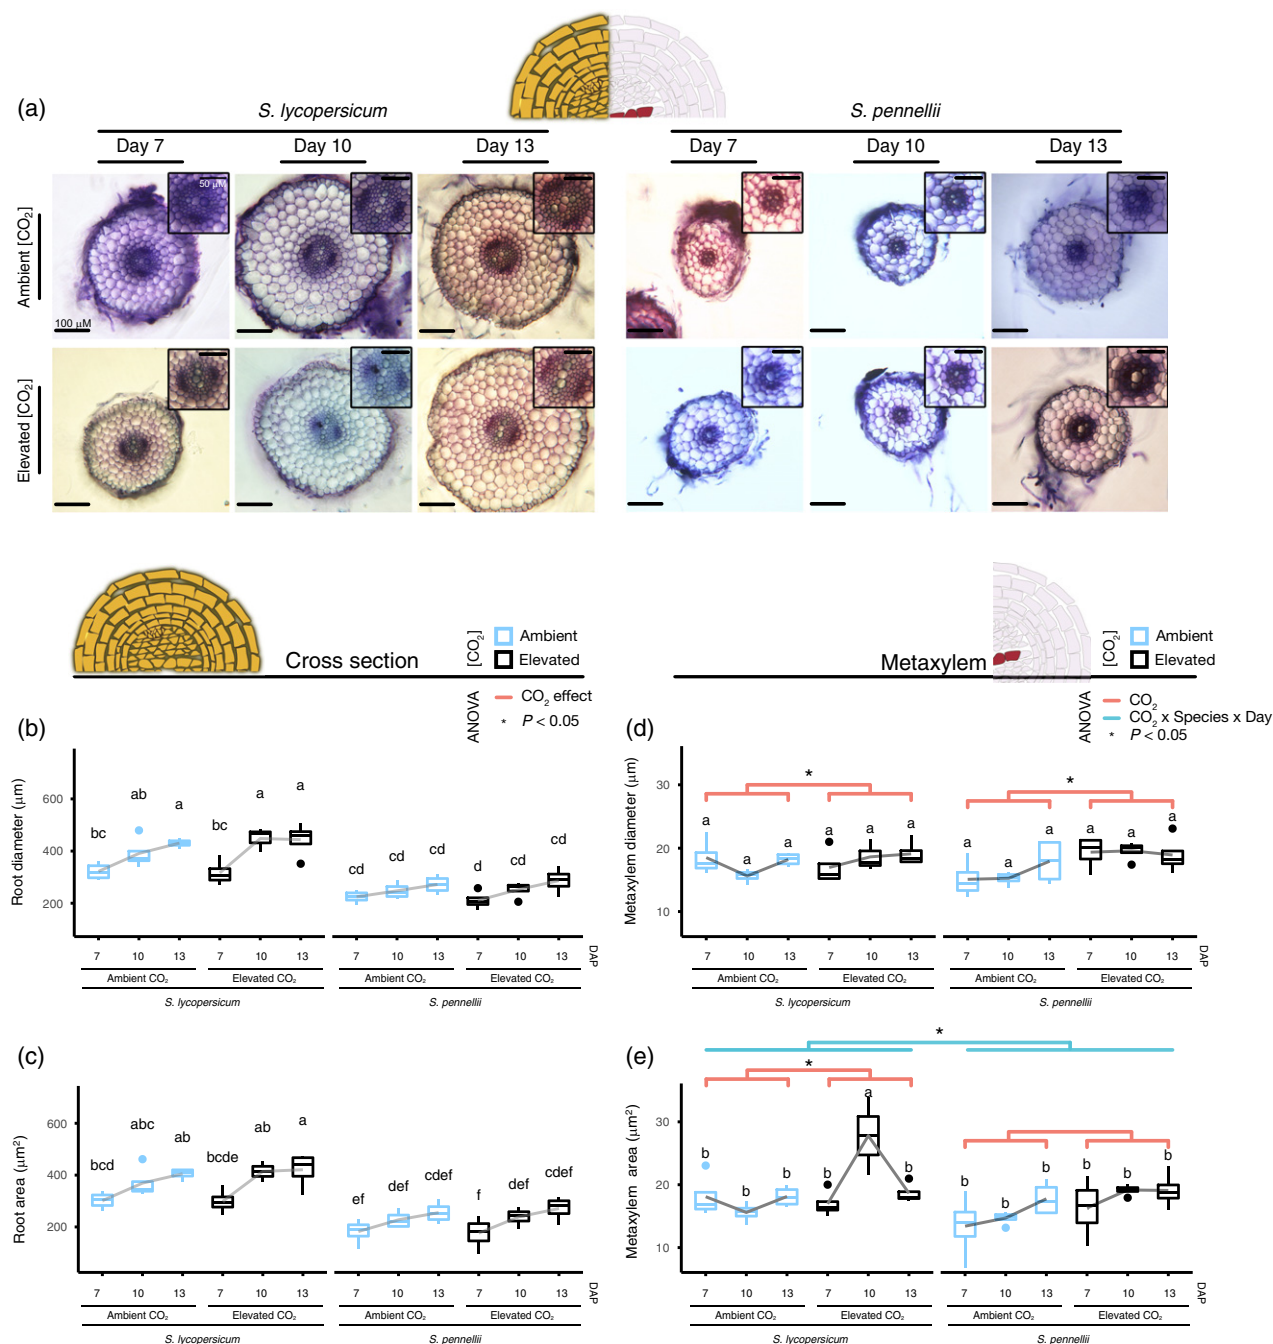 (a)
S. lycopersicum
S. pennellii
Day 7
Day 10
Day 13
Day 7
Day 10
Day 13
Ambient [CO₂]
50 µM
100 µM
Elevated [CO₂]
Cross section
[CO₂]
Ambient
Elevated
ANOVA
CO₂ effect
* P < 0.05
Metaxylem
[CO₂]
Ambient
Elevated
ANOVA
CO₂
CO₂ x Species x Day
* P < 0.05
(b)
Root diameter (µm)
600
400
200
bc ab a bc a a cd cd cd d cd cd
7 10 13 7 10 13 7 10 13 7 10 13
DAP
Ambient CO₂ Elevated CO₂ Ambient CO₂ Elevated CO₂
S. lycopersicum S. pennellii
(d)
Metaxylem diameter (µm)
30
20
10
* *
a a a a a a a a a a a a
7 10 13 7 10 13 7 10 13 7 10 13
DAP
Ambient CO₂ Elevated CO₂ Ambient CO₂ Elevated CO₂
S. lycopersicum S. pennellii
(c)
Root area (µm²)
600
400
200
bcd abc ab bcde ab a ef def cdef f def cdef
7 10 13 7 10 13 7 10 13 7 10 13
DAP
Ambient CO₂ Elevated CO₂ Ambient CO₂ Elevated CO₂
S. lycopersicum S. pennellii
(e)
Metaxylem area (µm²)
30
20
10
*
*
b b b b a b b b b b b b
7 10 13 7 10 13 7 10 13 7 10 13
DAP
Ambient CO₂ Elevated CO₂ Ambient CO₂ Elevated CO₂
S. lycopersicum S. pennellii